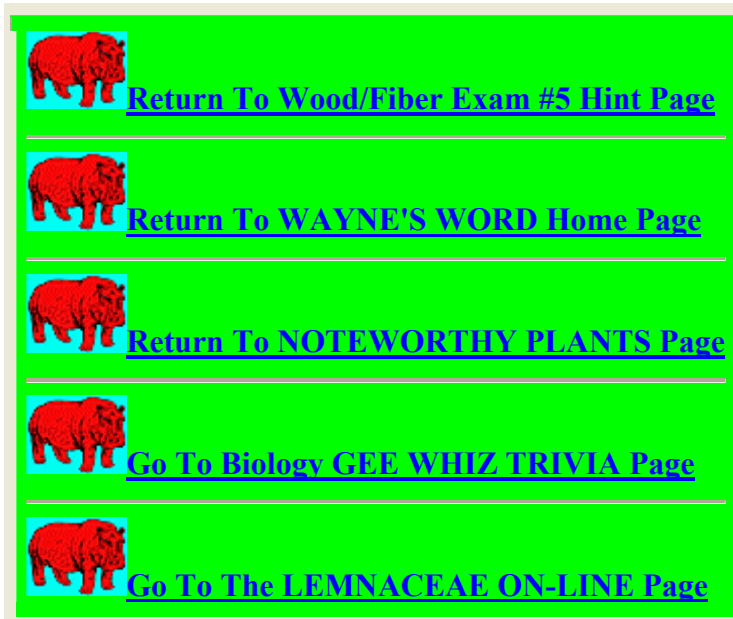 Return To Wood/Fiber Exam #5 Hint Page
Return To WAYNE'S WORD Home Page
Return To NOTEWORTHY PLANTS Page
Go To Biology GEE WHIZ TRIVIA Page
Go To The LEMNACEAE ON-LINE Page